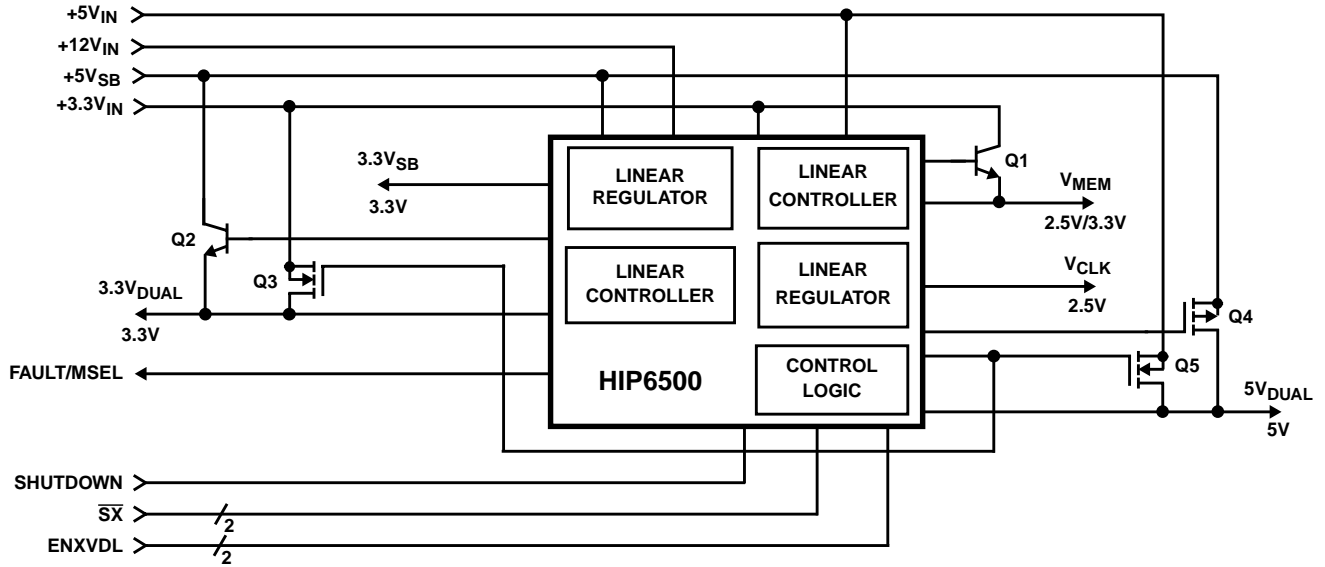 +5VIN
+12VIN
+5VSB
+3.3VIN
3.3VSB
3.3V
LINEAR
REGULATOR
LINEAR
CONTROLLER
Q1
VMEM
2.5V/3.3V
Q2
Q3
LINEAR
CONTROLLER
LINEAR
REGULATOR
VCLK
2.5V
3.3VDUAL
3.3V
Q4
Q5
FAULT/MSEL
HIP6500
CONTROL
LOGIC
5VDUAL
5V
SHUTDOWN
SX
2
ENXVDL
2